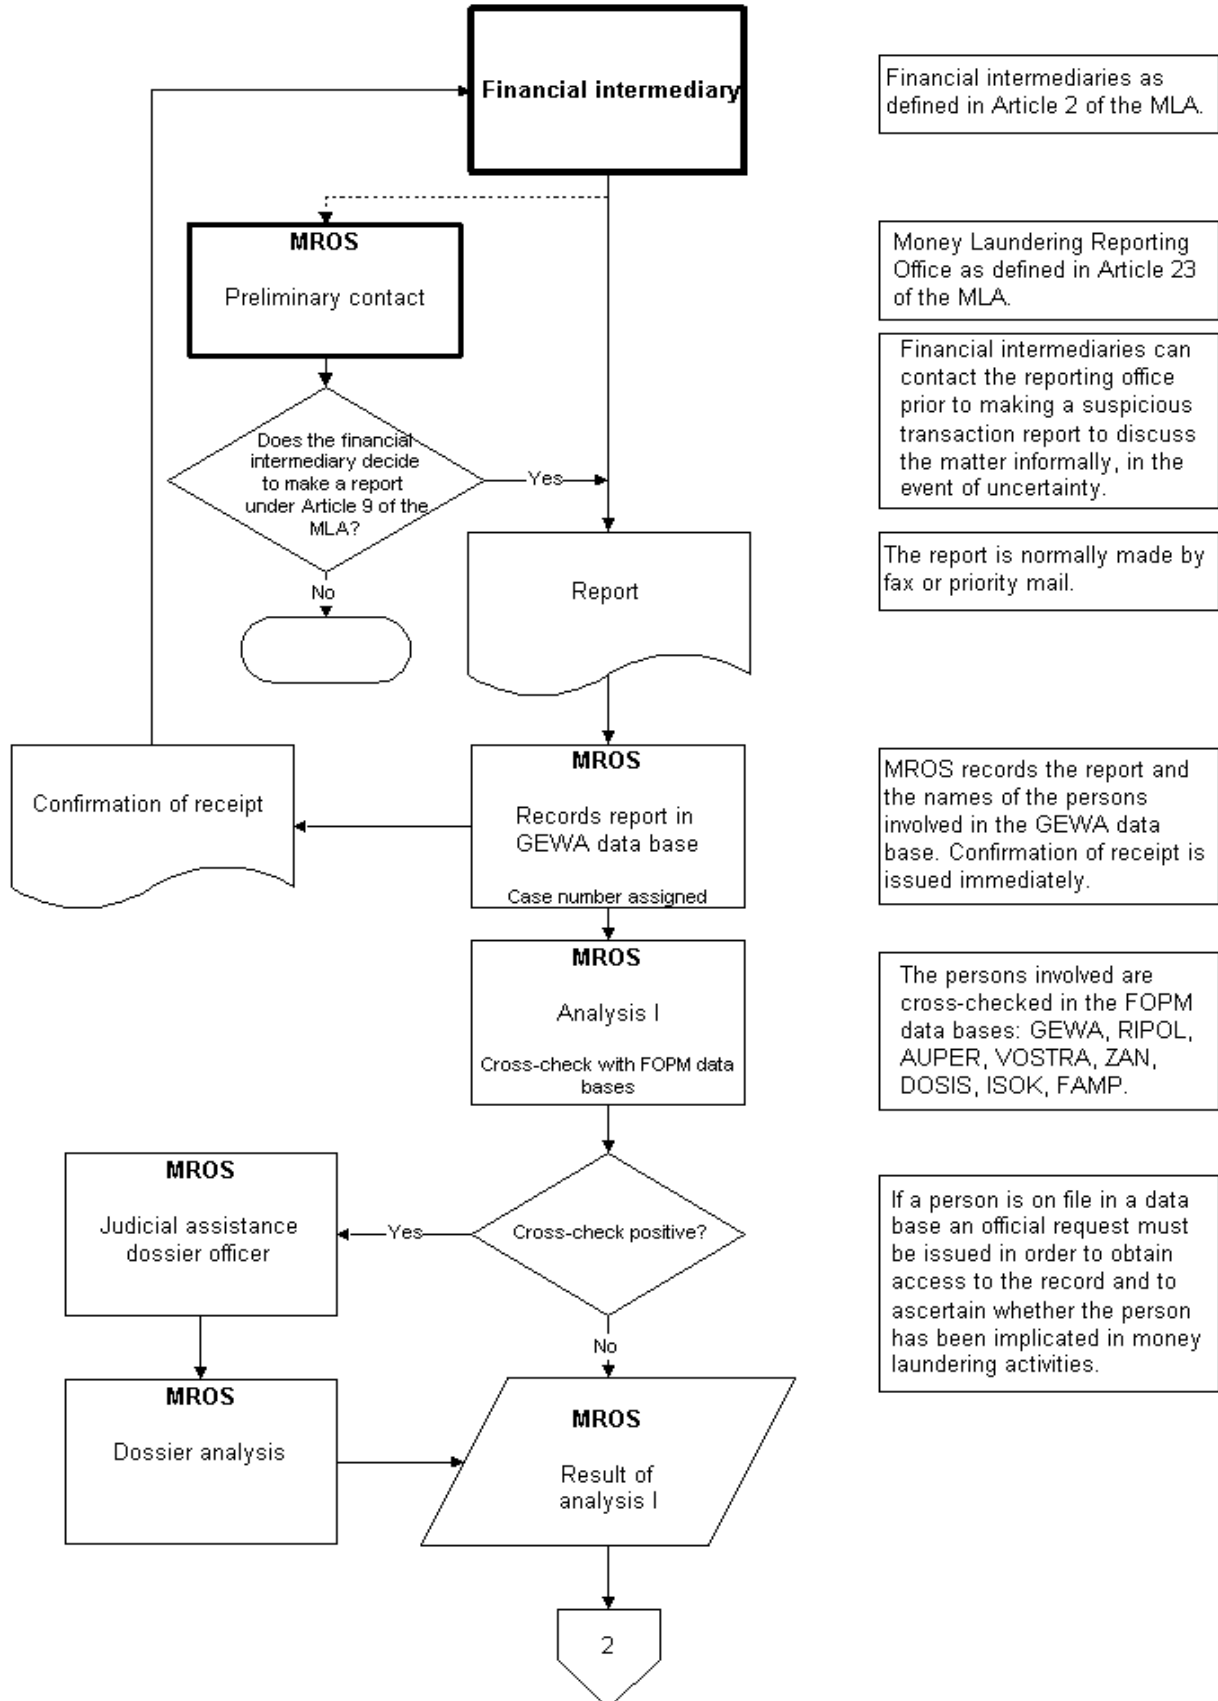 Financial intermediary
Financial intermediaries as
defined in Article 2 of the MLA.
MROS
Preliminary contact
Money Laundering Reporting
Office as defined in Article 23
of the MLA.
Financial intermediaries can
contact the reporting office
prior to making a suspicious
transaction report to discuss
the matter informally, in the
event of uncertainty.
Does the financial
intermediary decide
to make a report
under Article 9 of the
MLA?
Yes
No
Report
The report is normally made by
fax or priority mail.
Confirmation of receipt
MROS
Records report in
GEWA data base
Case number assigned
MROS records the report and
the names of the persons
involved in the GEWA data
base. Confirmation of receipt is
issued immediately.
MROS
Analysis I
Cross-check with FOPM data
bases
The persons involved are
cross-checked in the FOPM
data bases: GEWA, RIPOL,
AUPER, VOSTRA, ZAN,
DOSIS, ISOK, FAMP.
MROS
Judicial assistance
dossier officer
Yes
Cross-check positive?
No
If a person is on file in a data
base an official request must
be issued in order to obtain
access to the record and to
ascertain whether the person
has been implicated in money
laundering activities.
MROS
Dossier analysis
MROS
Result of
analysis I
2